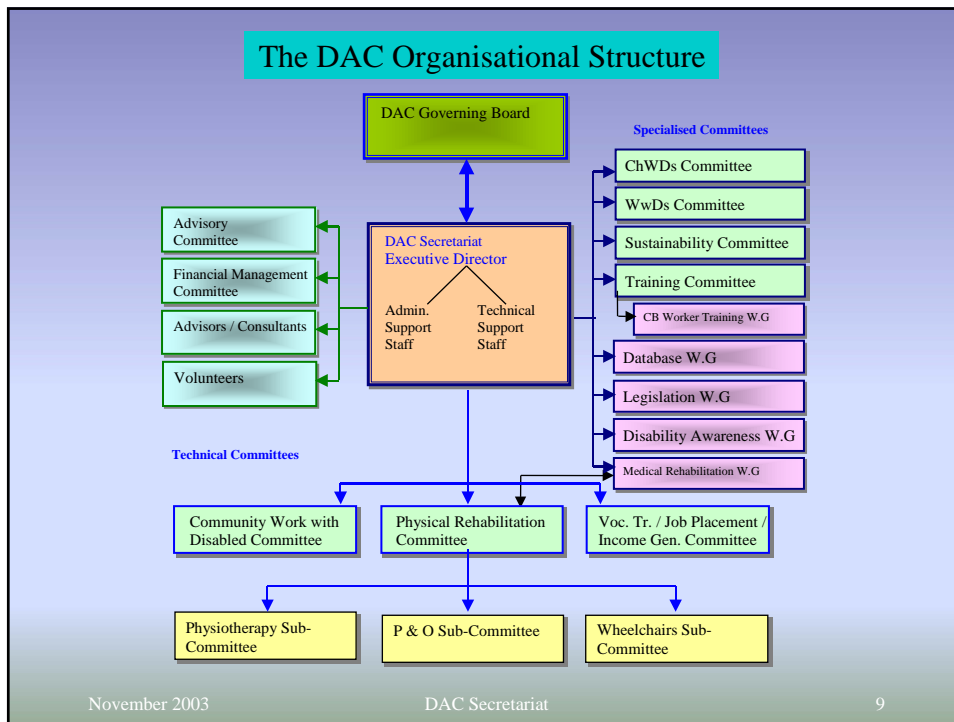 The DAC Organisational Structure
DAC Governing Board
Specialised Committees
ChWDs Committee
WwDs Committee
Sustainability Committee
Training Committee
CB Worker Training W.G
Database W.G
Legislation W.G
Disability Awareness W.G
Medical Rehabilitation W.G
Advisory
Committee
Financial Management
Committee
Advisors / Consultants
Volunteers
DAC Secretariat
Executive Director
Admin.
Support
Staff
Technical
Support
Staff
Technical Committees
Community Work with
Disabled Committee
Physical Rehabilitation
Committee
Voc. Tr. / Job Placement /
Income Gen. Committee
Physiotherapy Sub-
Committee
P & O Sub-Committee
Wheelchairs Sub-
Committee
November 2003
DAC Secretariat
9